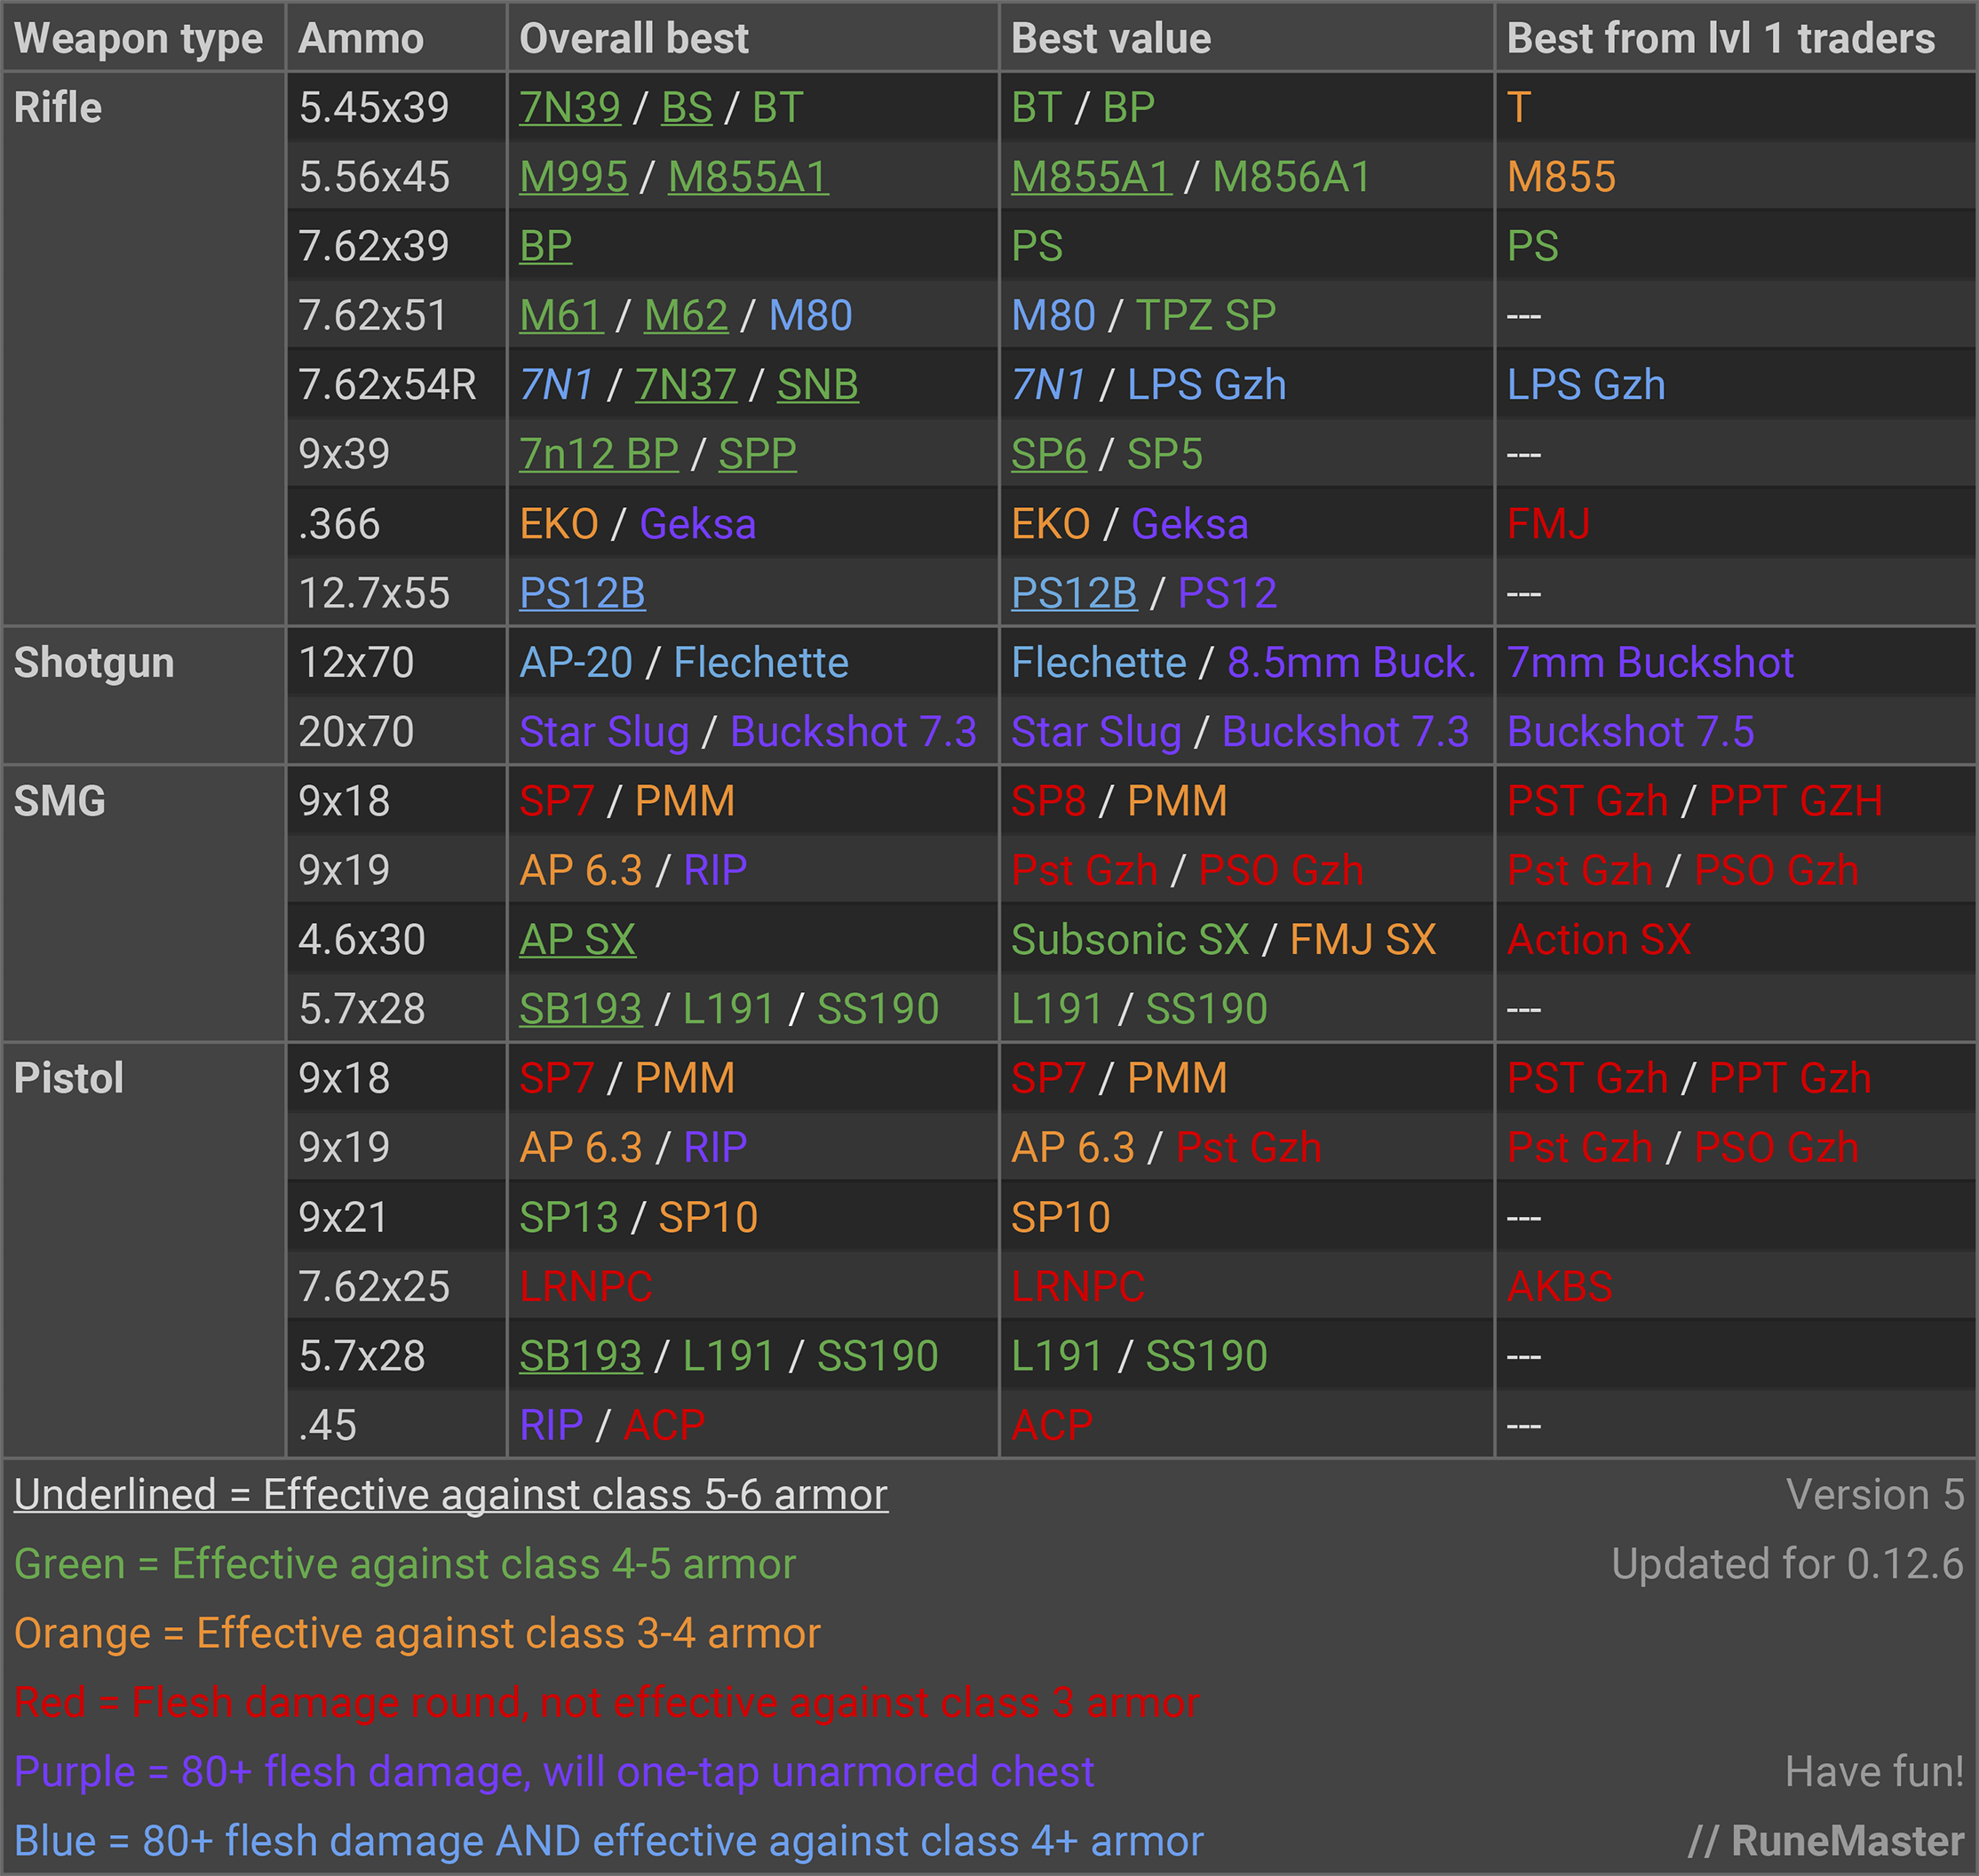 Weapon type Ammo Overall best Best value Best from lvl 1 traders
Rifle 5.45x39 7N39 / BS / BT BT / BP T
5.56x45 M995 / M855A1 M855A1 / M856A1 M855
7.62x39 BP PS PS
7.62x51 M61 / M62 / M80 M80 / TPZ SP ---
7.62x54R 7N1 / 7N37 / SNB 7N1 / LPS Gzh LPS Gzh
9x39 7n12 BP / SPP SP6 / SP5 ---
.366 EKO / Geksa EKO / Geksa FMJ
12.7x55 PS12B PS12B / PS12 ---
Shotgun 12x70 AP-20 / Flechette Flechette / 8.5mm Buck. 7mm Buckshot
20x70 Star Slug / Buckshot 7.3 Star Slug / Buckshot 7.3 Buckshot 7.5
SMG 9x18 SP7 / PMM SP8 / PMM PST Gzh / PPT GZH
9x19 AP 6.3 / RIP Pst Gzh / PSO Gzh Pst Gzh / PSO Gzh
4.6x30 AP SX Subsonic SX / FMJ SX Action SX
5.7x28 SB193 / L191 / SS190 L191 / SS190 ---
Pistol 9x18 SP7 / PMM SP7 / PMM PST Gzh / PPT Gzh
9x19 AP 6.3 / RIP AP 6.3 / Pst Gzh Pst Gzh / PSO Gzh
9x21 SP13 / SP10 SP10 ---
7.62x25 LRNPC LRNPC AKBS
5.7x28 SB193 / L191 / SS190 L191 / SS190 ---
.45 RIP / ACP ACP ---
Underlined = Effective against class 5-6 armor Version 5
Green = Effective against class 4-5 armor Updated for 0.12.6
Orange = Effective against class 3-4 armor
Red = Flesh damage round, not effective against class 3 armor
Purple = 80+ flesh damage, will one-tap unarmored chest Have fun!
Blue = 80+ flesh damage AND effective against class 4+ armor // RuneMaster